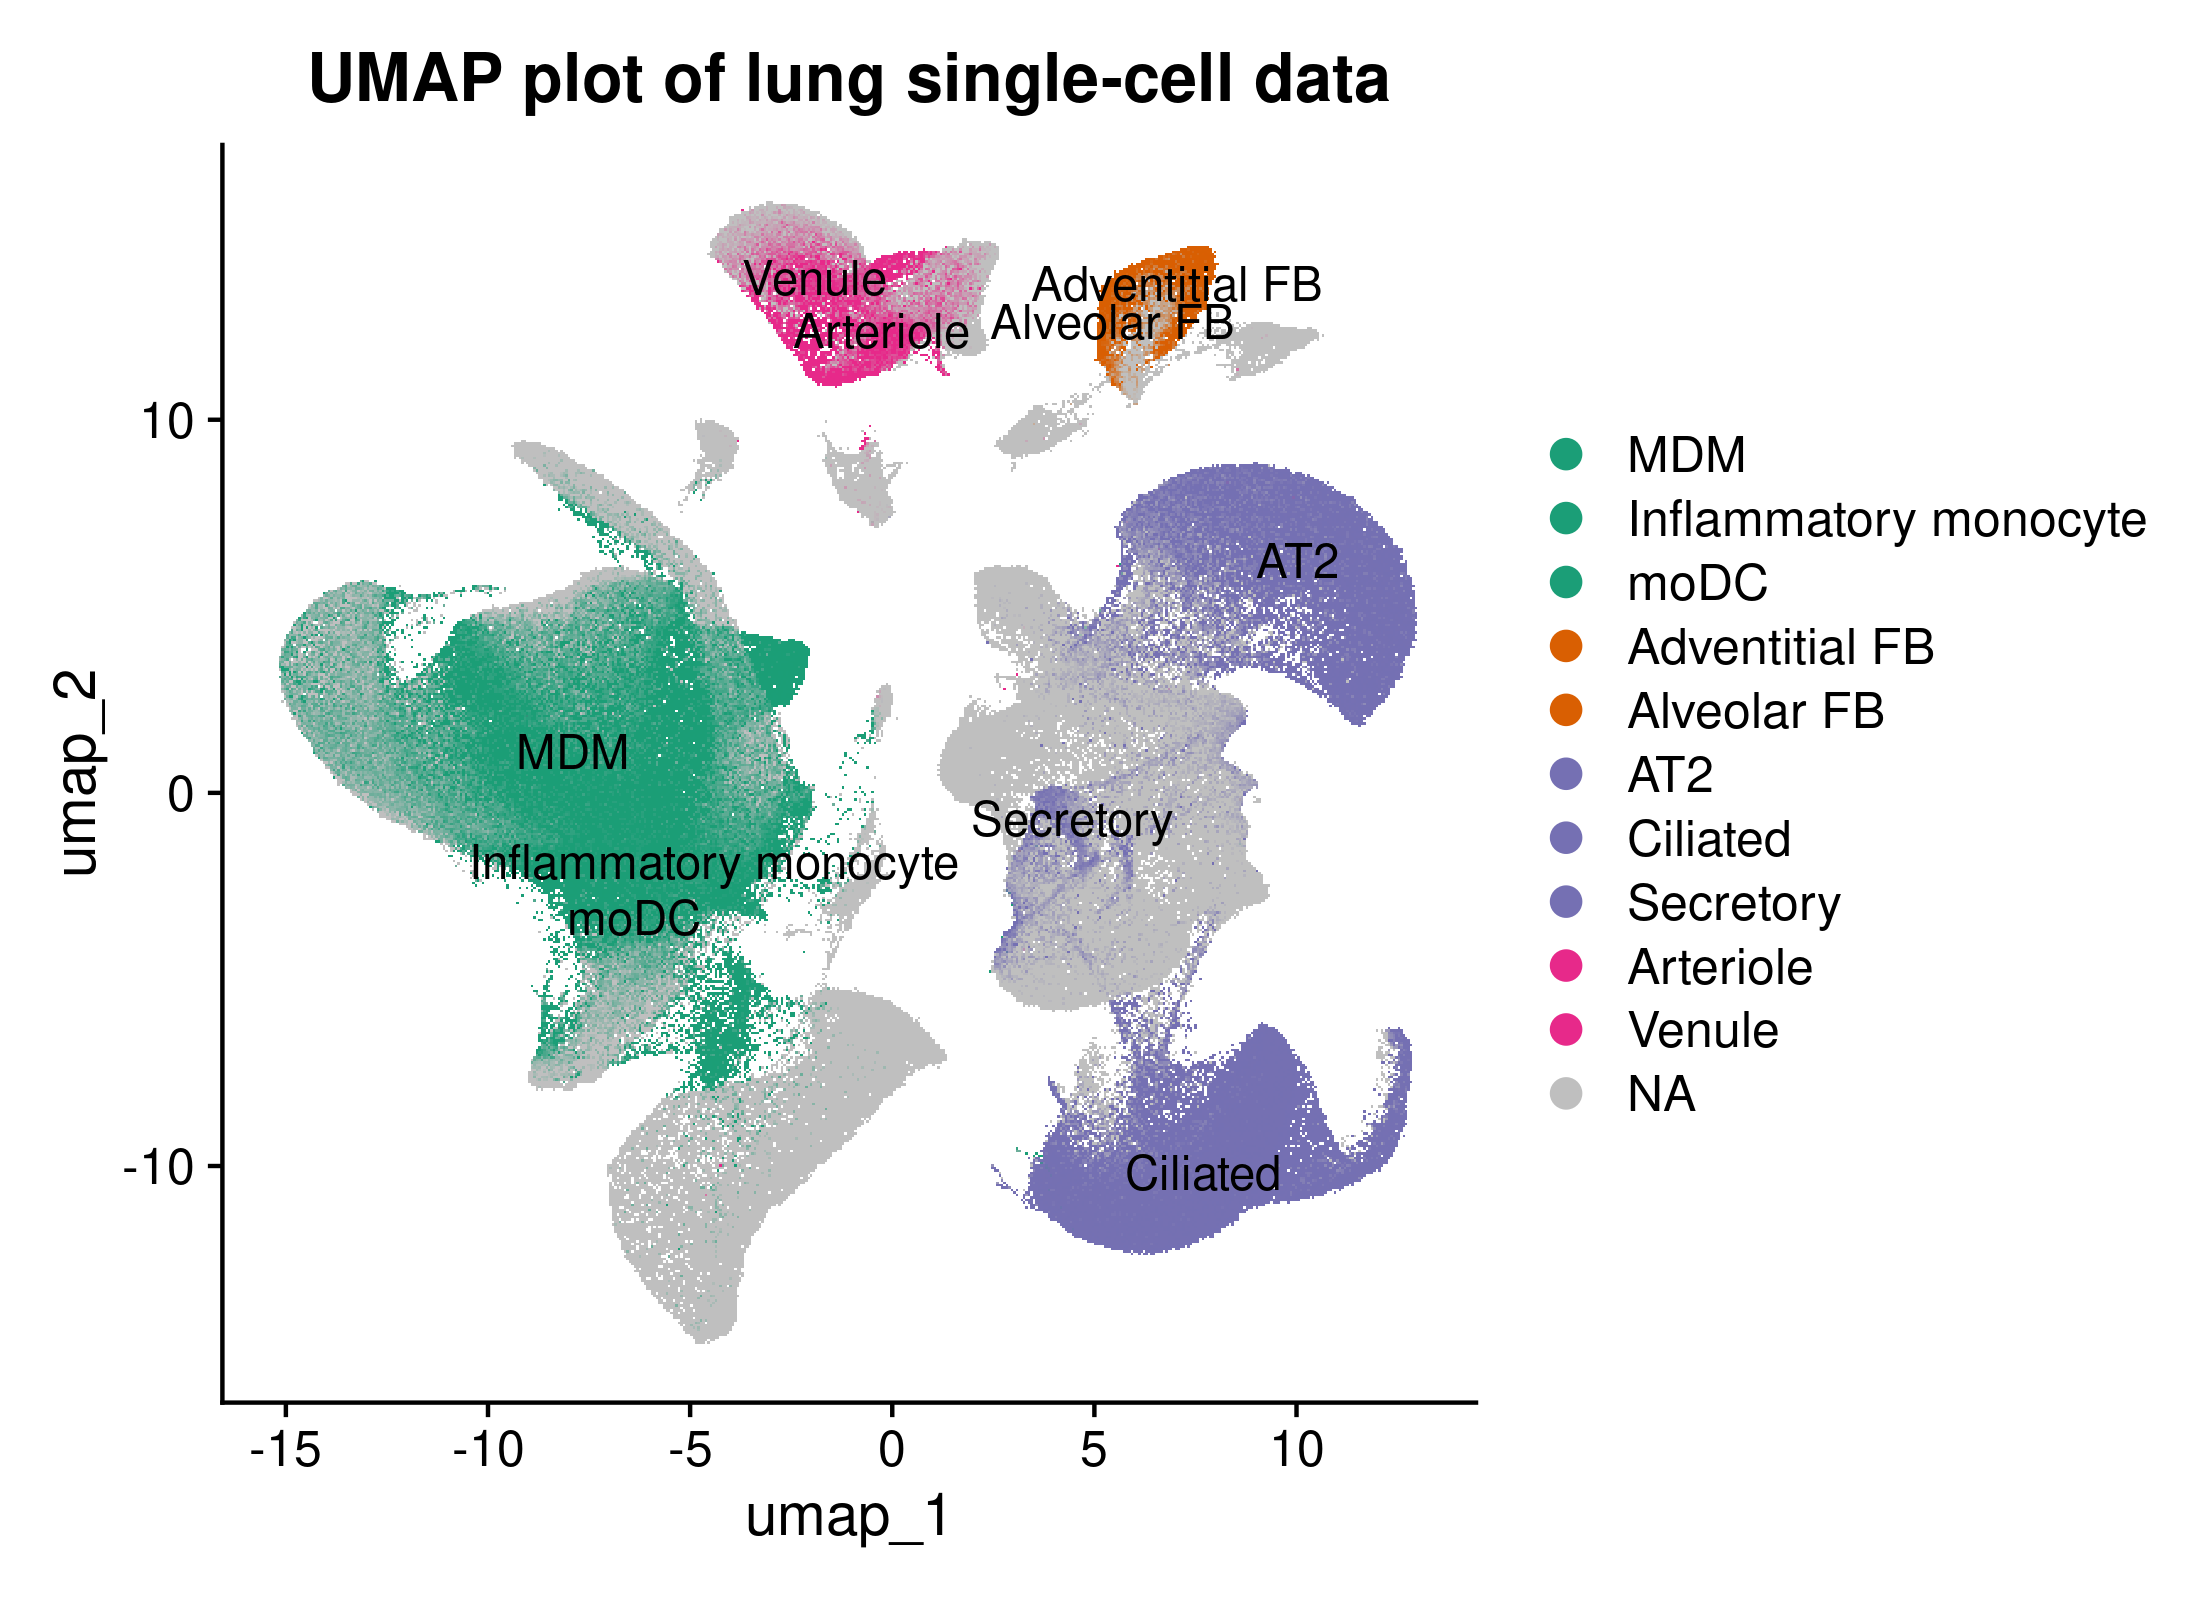 UMAP plot of lung single-cell data
Venule
Arteriole
Adventitial FB
Alveolar FB
AT2
MDM
Secretory
Inflammatory monocyte
moDC
Ciliated
10
0
-10
umap_2
-15 -10 -5 0 5 10
umap_1
MDM
Inflammatory monocyte
moDC
Adventitial FB
Alveolar FB
AT2
Ciliated
Secretory
Arteriole
Venule
NA